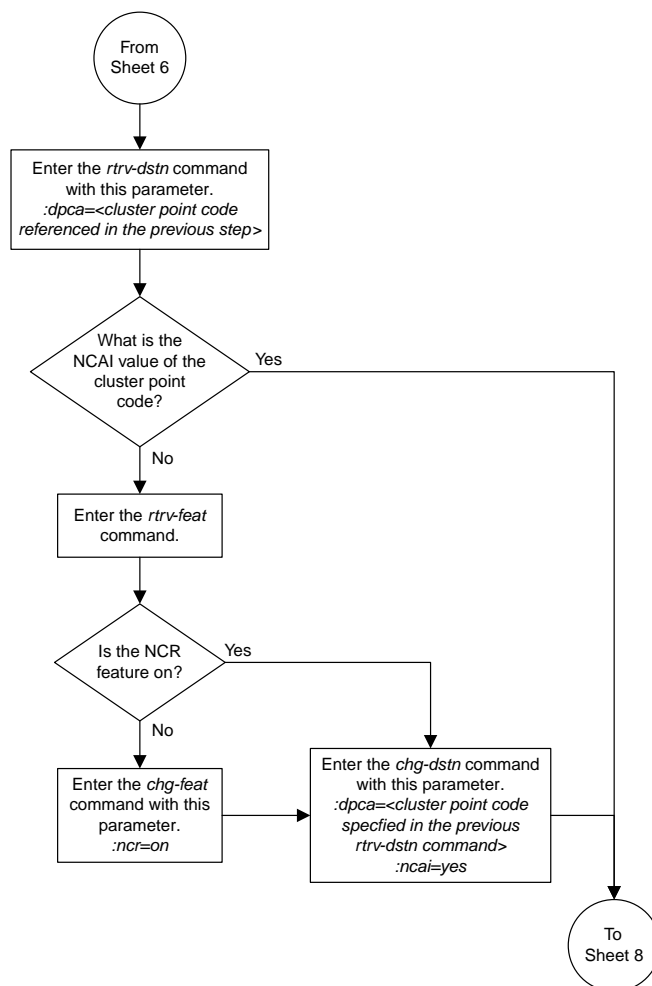 From
Sheet 6
Enter the rtrv-dstn command
with this parameter.
:dpca=<cluster point code
referenced in the previous step>
What is the
NCAI value of the
cluster point
code?
Yes
No
Enter the rtrv-feat
command.
Is the NCR
feature on?
Yes
No
Enter the chg-feat
command with this
parameter.
:ncr=on
Enter the chg-dstn command
with this parameter.
:dpca=<cluster point code
specfied in the previous
rtrv-dstn command>
:ncai=yes
To
Sheet 8